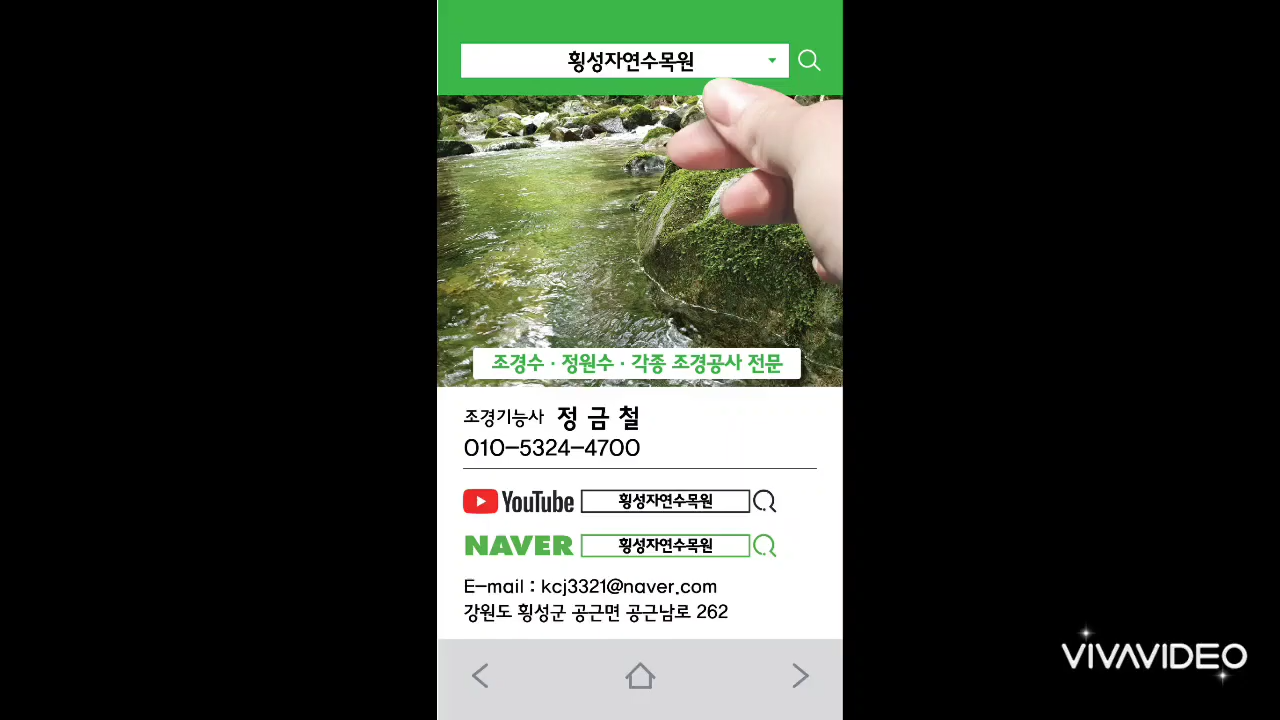 횡성자연수목원
조경수 · 정원수 · 각종 조경공사 전문
조경기능사 정 금 철
010-5324-4700
YouTube 횡성자연수목원
NAVER 횡성자연수목원
E-mail : kcj3321@naver.com
강원도 횡성군 공근면 공근남로 262
VIVAVIDEO